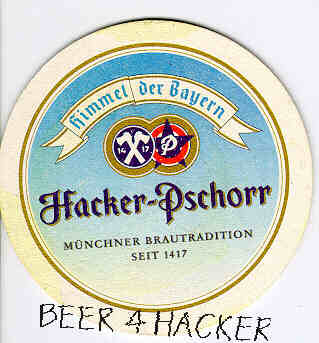 Himmel der Bayern
14 17 P
Hacker-Pschorr
MÜNCHNER BRAUTRADITION
SEIT 1417
BEER 4 HACKER